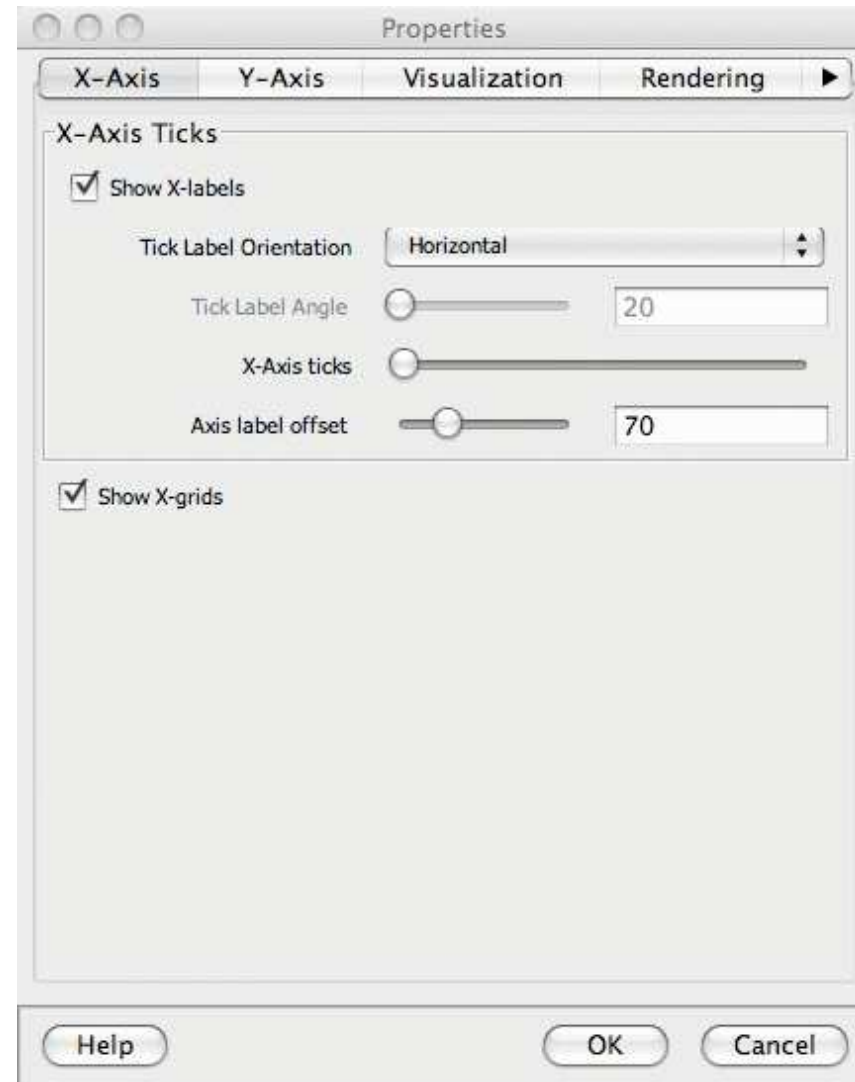 Properties
X-Axis Y-Axis Visualization Rendering
X-Axis Ticks
Show X-labels
Tick Label Orientation Horizontal
Tick Label Angle 20
X-Axis ticks
Axis label offset 70
Show X-grids
Help OK Cancel